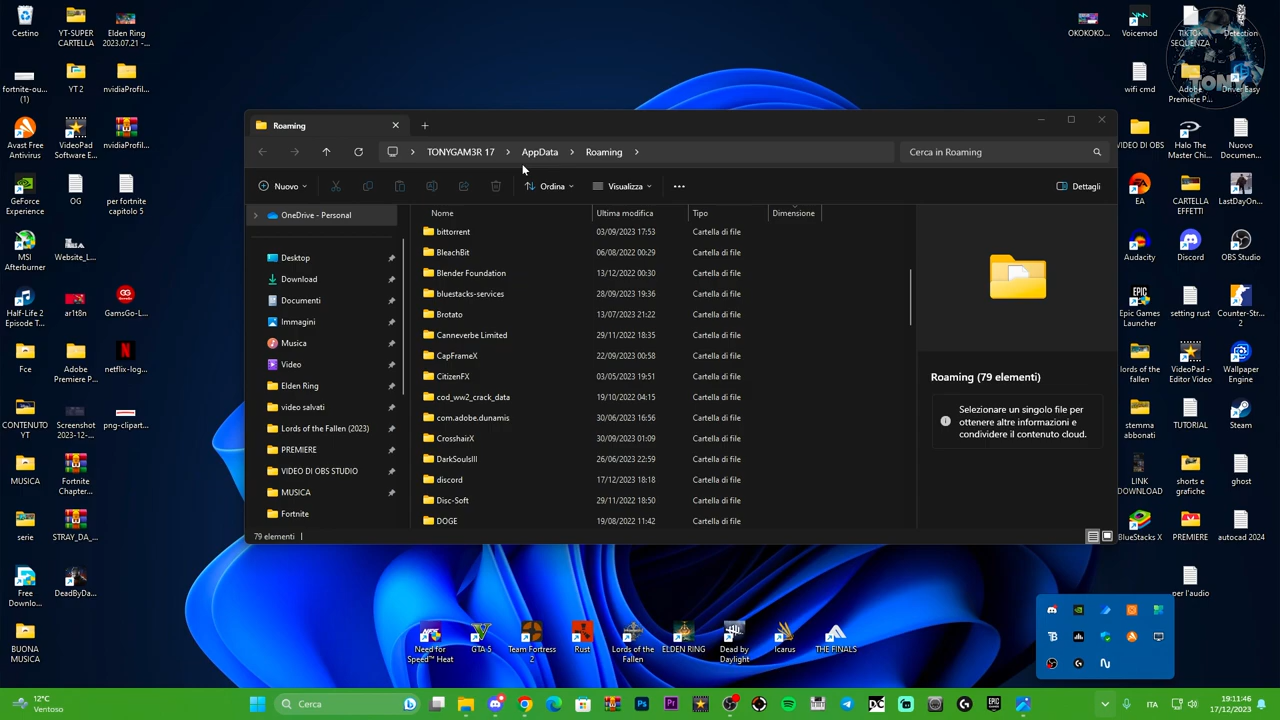 Cestino
YT-SUPER
CARTELLA
Elden Ring
2023.07.21 -...
fortnite-ou...
(1)
YT 2
nvidiaProfil...
Avast Free
Antivirus
VideoPad
Software E...
nvidiaProfil...
GeForce
Experience
OG
per fortnite
capitolo 5
MSI
Afterburner
Website_L...
Half-Life 2
Episode T...
ar1t8n
GamsGo-L...
Fce
Adobe
Premiere P...
netflix-log...
CONTENUTO
YT
Screenshot
2023-12-...
png-clipart...
MUSICA
Fortnite
Chapter...
serie
STRAY_DA_...
Free
Downlo...
DeadByDa...
BUONA
MUSICA
Roaming
TONYGAM3R 17
AppData
Roaming
Cerca in Roaming
Nuovo
Ordina
Visualizza
Dettagli
OneDrive - Personal
Desktop
Download
Documenti
Immagini
Musica
Video
Elden Ring
video salvati
Lords of the Fallen (2023)
PREMIERE
VIDEO DI OBS STUDIO
MUSICA
Fortnite
Nome Ultima modifica Tipo Dimensione
bittorrent 03/09/2023 17:53 Cartella di file
BleachBit 06/08/2022 00:29 Cartella di file
Blender Foundation 13/12/2022 00:30 Cartella di file
bluestacks-services 28/09/2023 19:36 Cartella di file
Brotato 13/07/2023 21:22 Cartella di file
Canneverbe Limited 29/11/2022 18:35 Cartella di file
CapFrameX 22/09/2023 00:58 Cartella di file
CitizenFX 03/05/2023 19:51 Cartella di file
cod_ww2_crack_data 19/10/2022 04:15 Cartella di file
com.adobe.dunamis 30/06/2023 16:56 Cartella di file
CrosshairX 30/09/2023 01:09 Cartella di file
DarkSoulsIII 26/06/2023 22:59 Cartella di file
discord 17/12/2023 18:18 Cartella di file
Disc-Soft 29/11/2022 18:50 Cartella di file
DOGE 19/08/2022 11:42 Cartella di file
Roaming (79 elementi)
Selezionare un singolo file per
ottenere altre informazioni e
condividere il contenuto cloud.
79 elementi
OKOKOKO...
Voicemod
TIKTOK
SEQUENZA
Detection
TONY
wifi cmd
Adobe
Premiere P...
Driver Easy
VIDEO DI OBS
Halo The
Master Chi...
Nuovo
Documen...
EA
CARTELLA
EFFETTI
LastDayOn...
Audacity
Discord
OBS Studio
Epic Games
Launcher
setting rust
Counter-Str...
2
lords of the
fallen
VideoPad -
Editor Video
Wallpaper
Engine
stemma
abbonati
TUTORIAL
Steam
LINK
DOWNLOAD
shorts e
grafiche
ghost
BlueStacks X
PREMIERE
autocad 2024
per l'audio
Need for
Speed™ Heat
GTA 5
Team Fortress
2
Rust
Lords of the
Fallen
ELDEN RING
Dead by
Daylight
Icarus
THE FINALS
12°C
Ventoso
Cerca
ITA
19:11:46
17/12/2023